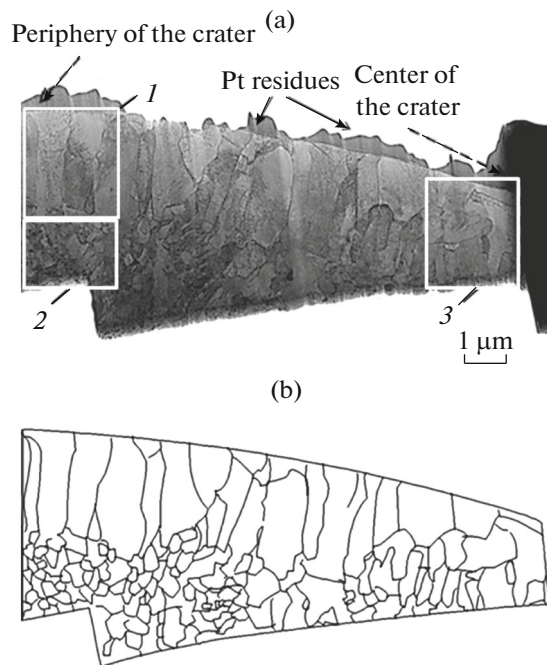 (a)
Periphery of the crater
1
Pt residues
Center of
the crater
2
3
1 μm
(b)